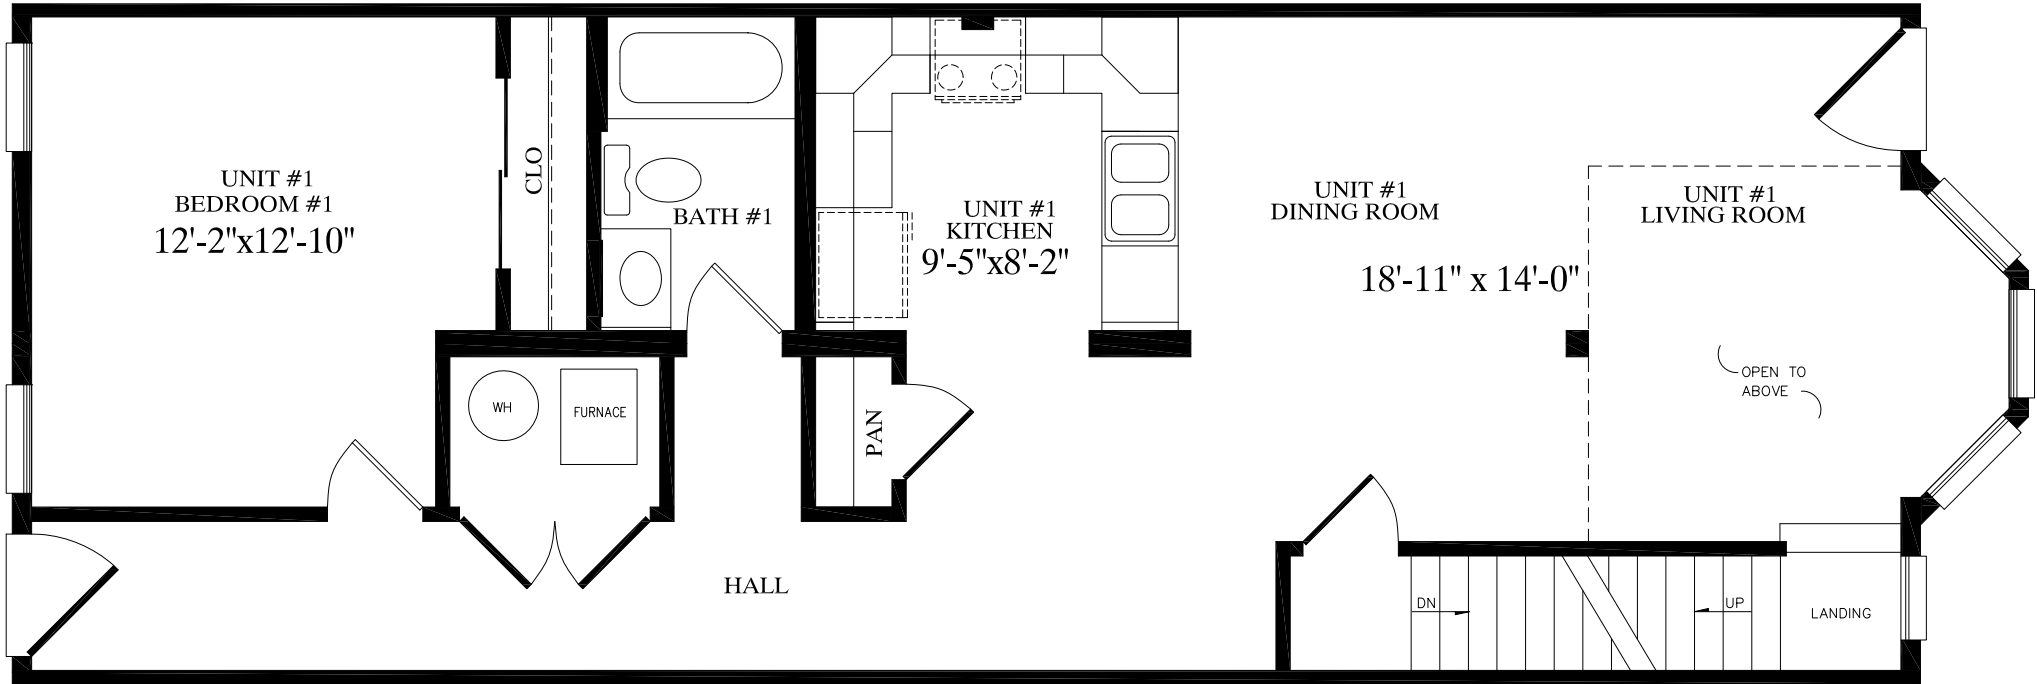 UNIT #1
BEDROOM #1
12'-2"x12'-10"
CLO
BATH #1
UNIT #1
KITCHEN
9'-5"x8'-2"
UNIT #1
DINING ROOM
UNIT #1
LIVING ROOM
18'-11" x 14'-0"
OPEN TO
ABOVE
WH
FURNACE
PAN
HALL
DN
UP
LANDING